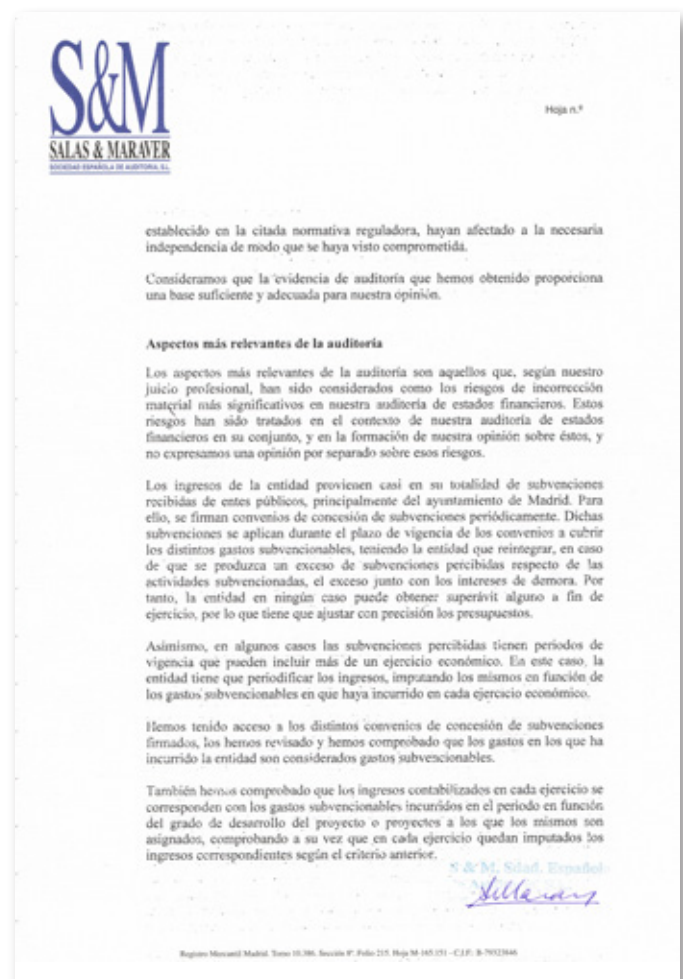 S&M
SALAS & MARAVER
SOCIEDAD ESPAÑOLA DE AUDITORIA, S.L.
Hoja n.º
establecido en la citada normativa reguladora, hayan afectado a la necesaria
independencia de modo que se haya visto comprometida.
Consideramos que la evidencia de auditoría que hemos obtenido proporciona
una base suficiente y adecuada para nuestra opinión.
Aspectos más relevantes de la auditoría
Los aspectos más relevantes de la auditoría son aquellos que, según nuestro
juicio profesional, han sido considerados como los riesgos de incorrección
material más significativos en nuestra auditoría de estados financieros. Estos
riesgos han sido tratados en el contexto de nuestra auditoría de estados
financieros en su conjunto, y en la formación de nuestra opinión sobre éstos, y
no expresamos una opinión por separado sobre esos riesgos.
Los ingresos de la entidad provienen casi en su totalidad de subvenciones
recibidas de entes públicos, principalmente del ayuntamiento de Madrid. Para
ello, se firman convenios de concesión de subvenciones periódicamente. Dichas
subvenciones se aplican durante el plazo de vigencia de los convenios a cubrir
los distintos gastos subvencionables, teniendo la entidad que reintegrar, en caso
de que se produzca un exceso de subvenciones percibidas respecto de las
actividades subvencionadas, el exceso junto con los intereses de demora. Por
tanto, la entidad en ningún caso puede obtener superávit alguno a fin de
ejercicio, por lo que tiene que ajustar con precisión los presupuestos.
Asimismo, en algunos casos las subvenciones percibidas tienen periodos de
vigencia que pueden incluir más de un ejercicio económico. En este caso, la
entidad tiene que periodificar los ingresos, imputando los mismos en función de
los gastos subvencionables en que haya incurrido en cada ejercicio económico.
Hemos tenido acceso a los distintos convenios de concesión de subvenciones
firmados, los hemos revisado y hemos comprobado que los gastos en los que ha
incurrido la entidad son considerados gastos subvencionables.
También hemos comprobado que los ingresos contabilizados en cada ejercicio se
corresponden con los gastos subvencionables incurridos en el periodo en función
del grado de desarrollo del proyecto o proyectos a los que los mismos son
asignados, comprobando a su vez que en cada ejercicio quedan imputados los
ingresos correspondientes según el criterio anterior.
S & M. Sdad. Español
Registro Mercantil Madrid. Tomo 10.386. Sección 8ª. Folio 215. Hoja M-165.151 - C.I.F.: B-79323646